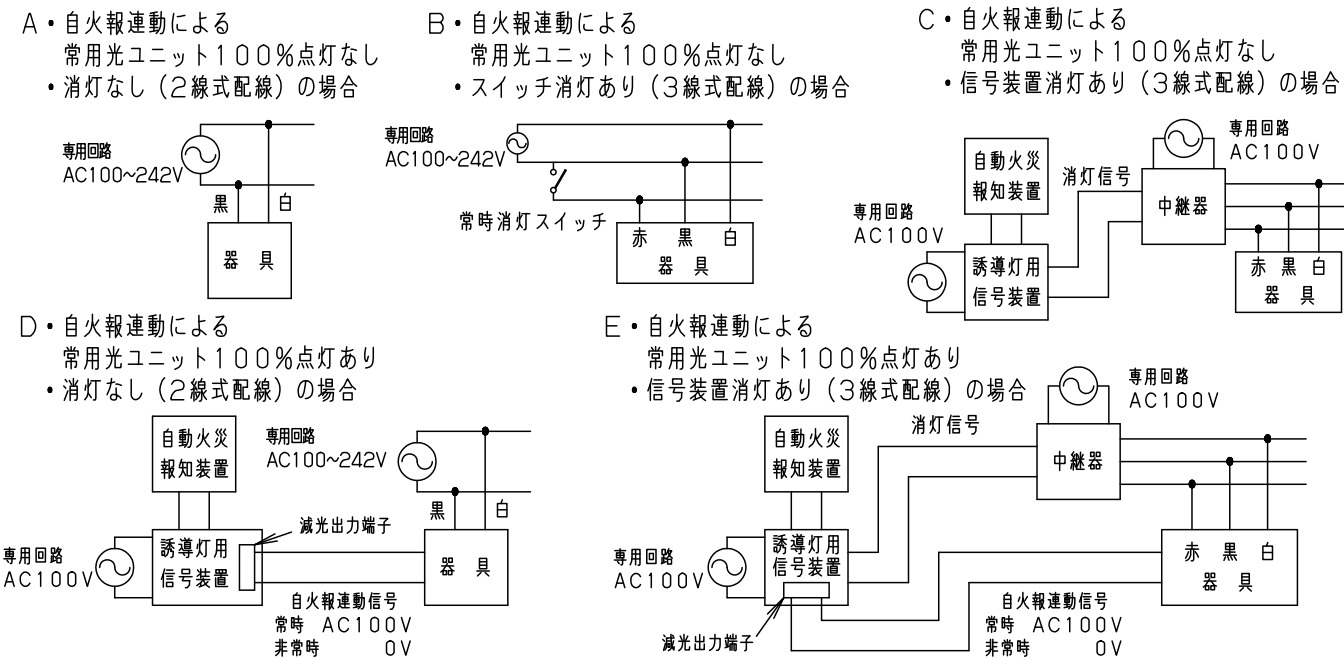 A・自火報連動による
常用光ユニット100%点灯なし
・消灯なし（2線式配線）の場合
専用回路
AC100~242V
黒
白
器 具
B・自火報連動による
常用光ユニット100%点灯なし
・スイッチ消灯あり（3線式配線）の場合
専用回路
AC100~242V
常時消灯スイッチ
赤 黒 白
器 具
C・自火報連動による
常用光ユニット100%点灯なし
・信号装置消灯あり（3線式配線）の場合
専用回路
AC100V
自動火災
報知装置
消灯信号
中継器
専用回路
AC100V
誘導灯用
信号装置
赤 黒 白
器 具
D・自火報連動による
常用光ユニット100%点灯あり
・消灯なし（2線式配線）の場合
自動火災
報知装置
専用回路
AC100~242V
黒
白
減光出力端子
専用回路
AC100V
誘導灯用
信号装置
器 具
自火報連動信号
常時 AC100V
非常時 0V
E・自火報連動による
常用光ユニット100%点灯あり
・信号装置消灯あり（3線式配線）の場合
専用回路
AC100V
消灯信号
自動火災
報知装置
中継器
専用回路
AC100V
誘導灯用
信号装置
赤 黒 白
器 具
減光出力端子
自火報連動信号
常時 AC100V
非常時 0V